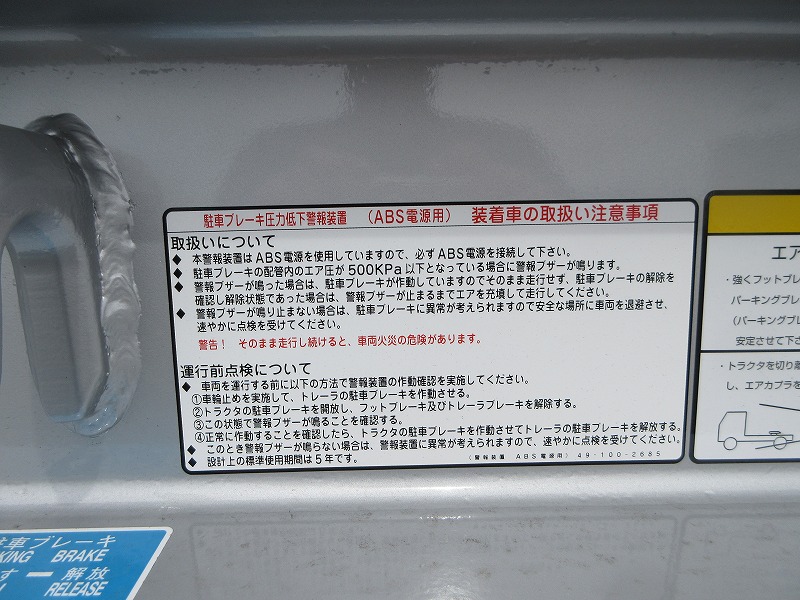 駐車ブレーキ圧力低下警報装置 (ABS電源用) 装着車の取扱い注意事項
取扱いについて
◆ 本警報装置はABS電源を使用していますので、必ずABS電源を接続して下さい。
◆ 駐車ブレーキの配管内のエア圧が500KPa以下となっている場合に警報ブザーが鳴ります。
◆ 警報ブザーが鳴った場合は、駐車ブレーキが作動していますのでそのまま走行せず、駐車ブレーキの解除を
確認し解除状態であった場合は、警報ブザーが止まるまでエアを充填して走行してください。
◆ 警報ブザーが鳴り止まない場合は、駐車ブレーキに異常が考えられますので安全な場所に車両を退避させ、
速やかに点検を受けてください。
警告! そのまま走行し続けると、車両火災の危険があります。
運行前点検について
◆ 車両を運行する前に以下の方法で警報装置の作動確認を実施してください。
①車輪止めを実施して、トレーラの駐車ブレーキを作動させる。
②トラクタの駐車ブレーキを開放し、フットブレーキ及びトレーラブレーキを解除する。
③この状態で警報ブザーが鳴ることを確認する。
④正常に作動することを確認したら、トラクタの駐車ブレーキを作動させてトレーラの駐車ブレーキを解放する。
◆ このとき警報ブザーが鳴らない場合は、警報装置に異常が考えられますので、速やかに点検を受けてください。
◆ 設計上の標準使用期間は5年です。
(警報装置 ABS電源用) 49-100-2685
エア
・強くフットブレ
パーキングブレ
(パーキングブレ
安定させて下さ
・トラクタを切り離
し、エアカプラを
車ブレーキ
KING BRAKE
す ー 解放
RELEASE